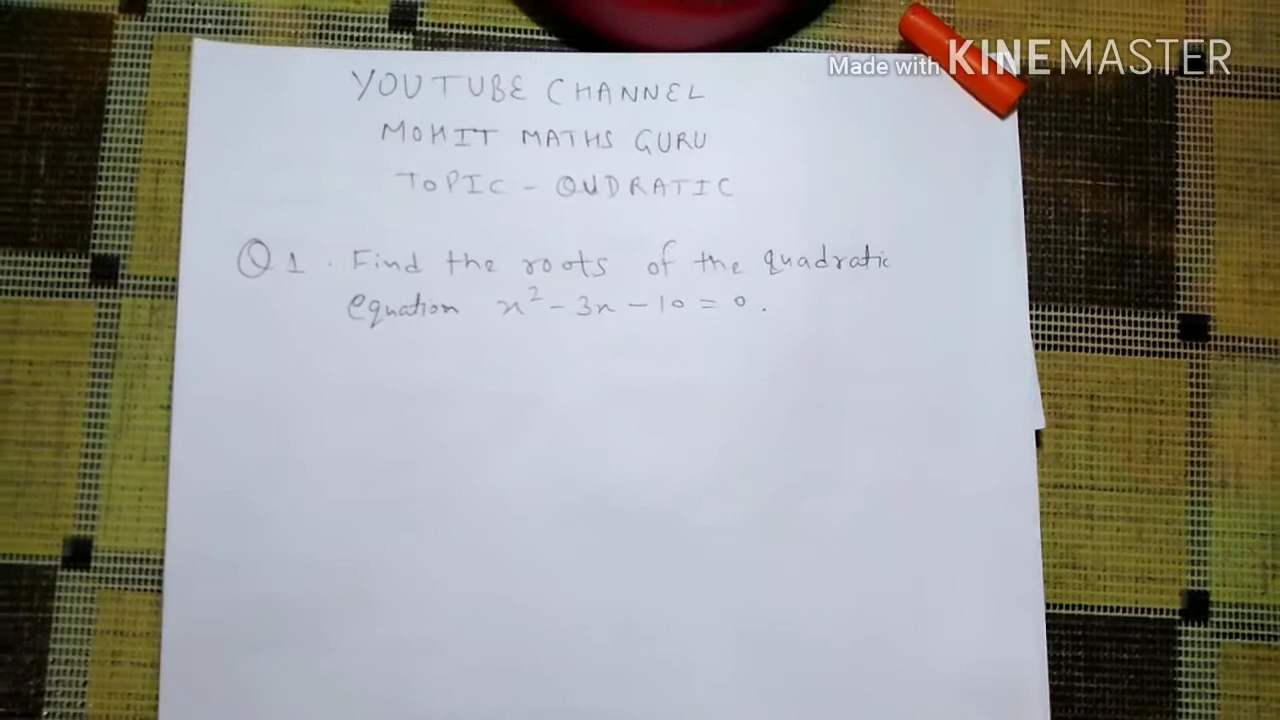 Made with KINEMASTER
YOUTUBE CHANNEL
MOHIT MATHS GURU
TOPIC - QUDRATIC
Q1. Find the roots of the quadratic
equation x² - 3x - 10 = 0.